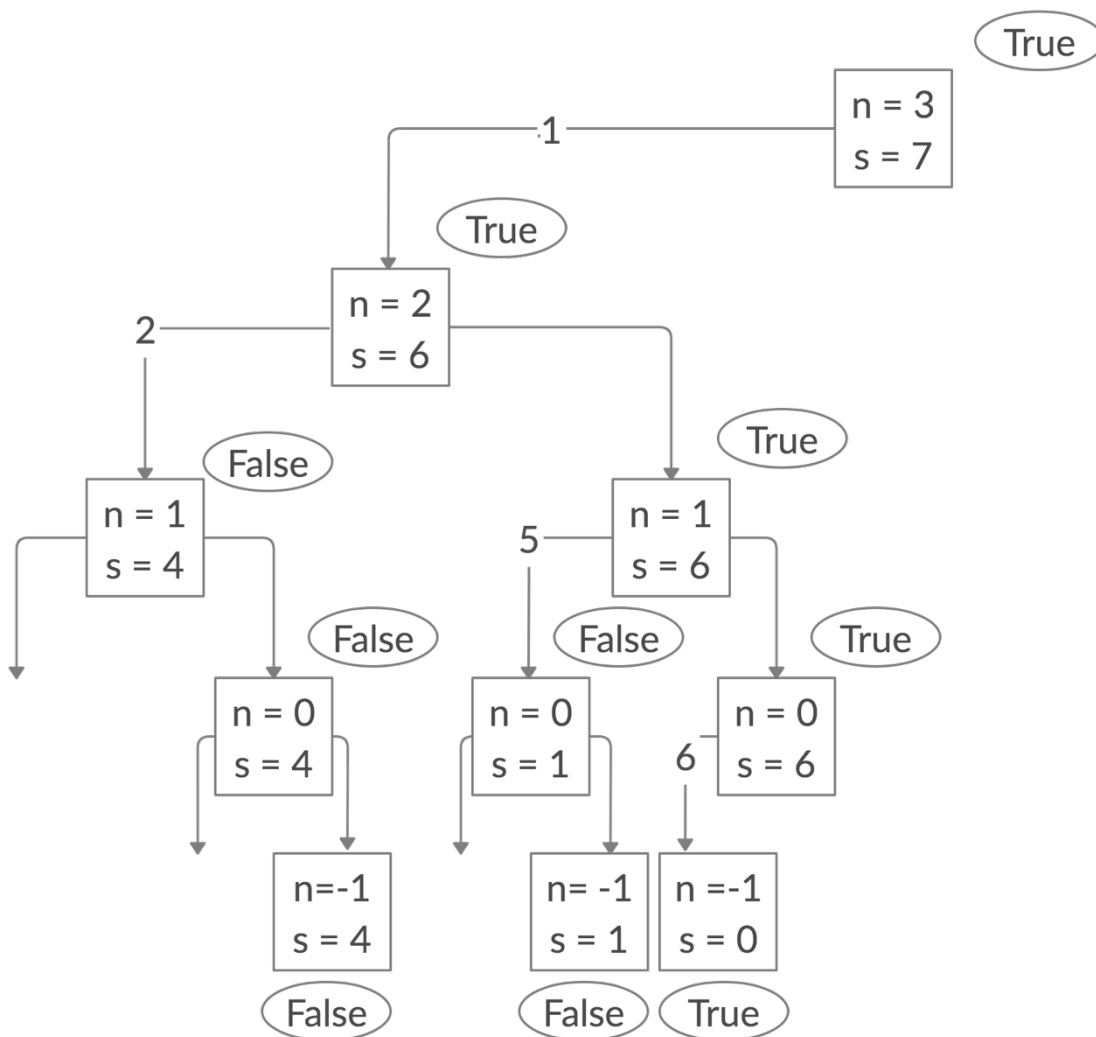 True
n = 3
s = 7
1
True
n = 2
s = 6
2
True
False
n = 1
s = 4
n = 1
s = 6
5
False
False
True
n = 0
s = 4
n = 0
s = 1
n = 0
s = 6
6
n=-1
s = 4
n= -1
s = 1
n =-1
s = 0
False
False
True